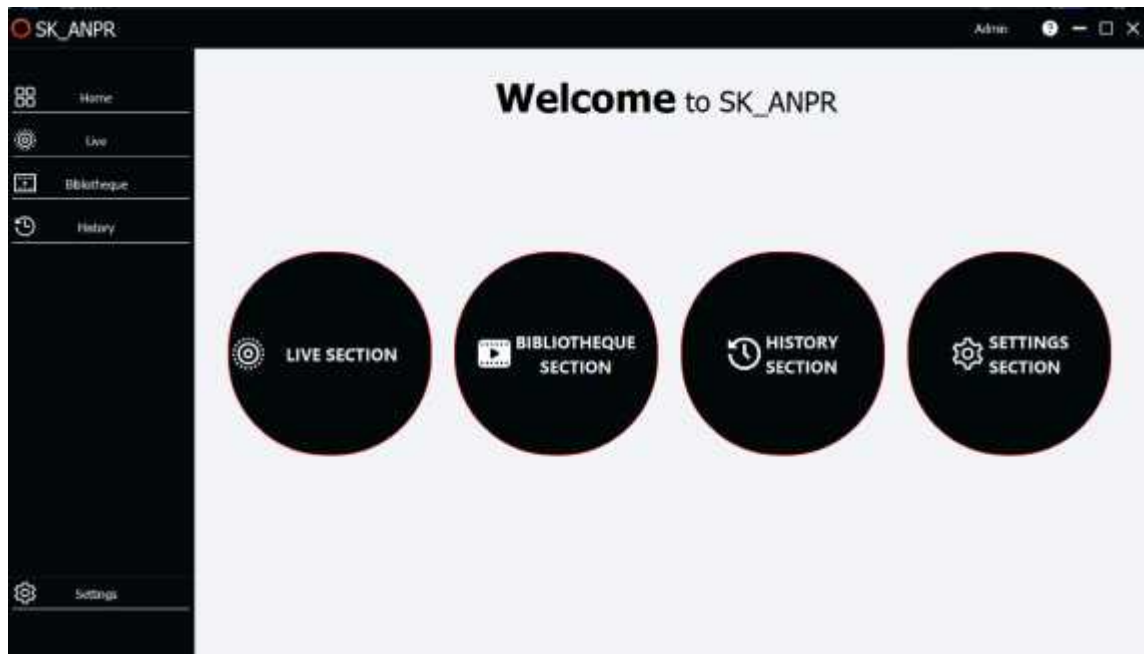 SK_ANPR
Admin
Home
Live
Bibliotheque
History
Settings
Welcome to SK_ANPR
LIVE SECTION
BIBLIOTHEQUE
SECTION
HISTORY
SECTION
SETTINGS
SECTION